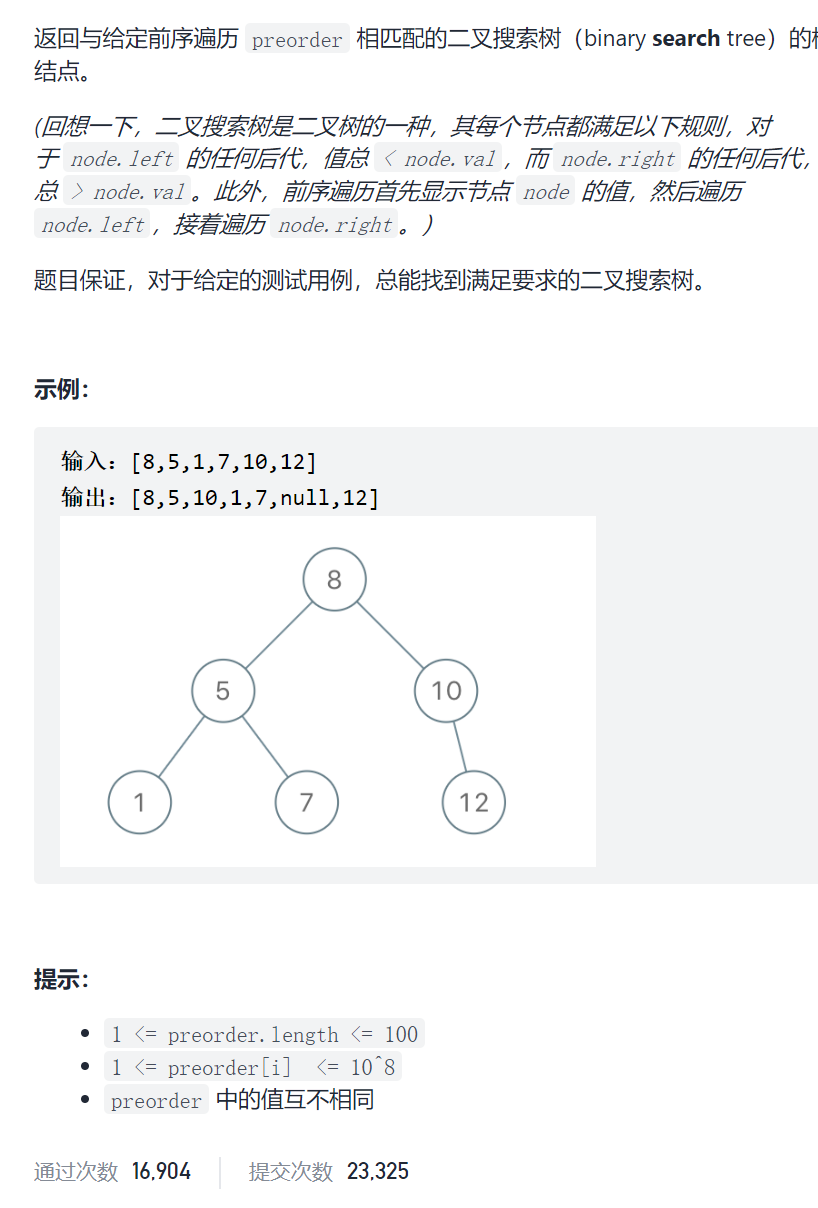 返回与给定前序遍历 preorder 相匹配的二叉搜索树（binary search tree）的
结点。
(回想一下，二叉搜索树是二叉树的一种，其每个节点都满足以下规则，对
于 node.left 的任何后代，值总 < node.val，而 node.right 的任何后代，
总 > node.val。此外，前序遍历首先显示节点 node 的值，然后遍历
node.left，接着遍历 node.right。）
题目保证，对于给定的测试用例，总能找到满足要求的二叉搜索树。
示例：
输入：[8,5,1,7,10,12]
输出：[8,5,10,1,7,null,12]
8
5 10
1 7 12
提示：
1 <= preorder.length <= 100
1 <= preorder[i]  <= 10^8
preorder 中的值互不相同
通过次数 16,904 提交次数 23,325